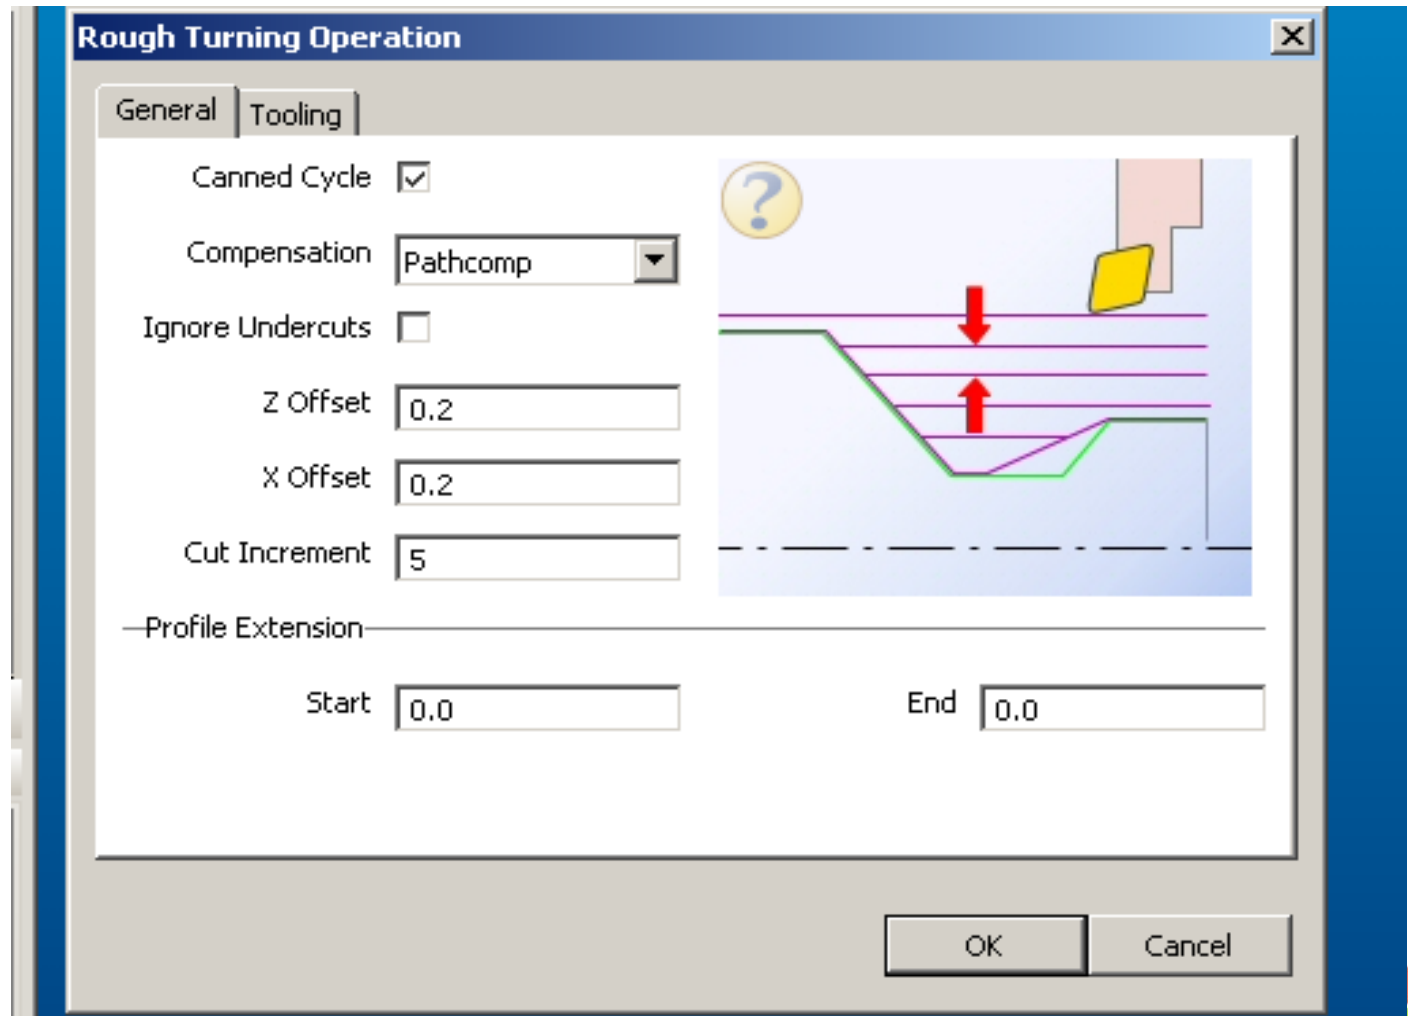 Rough Turning Operation
General Tooling
Canned Cycle
Compensation Pathcomp
Ignore Undercuts
Z Offset 0.2
X Offset 0.2
Cut Increment 5
Profile Extension
Start 0.0 End 0.0
OK Cancel
?